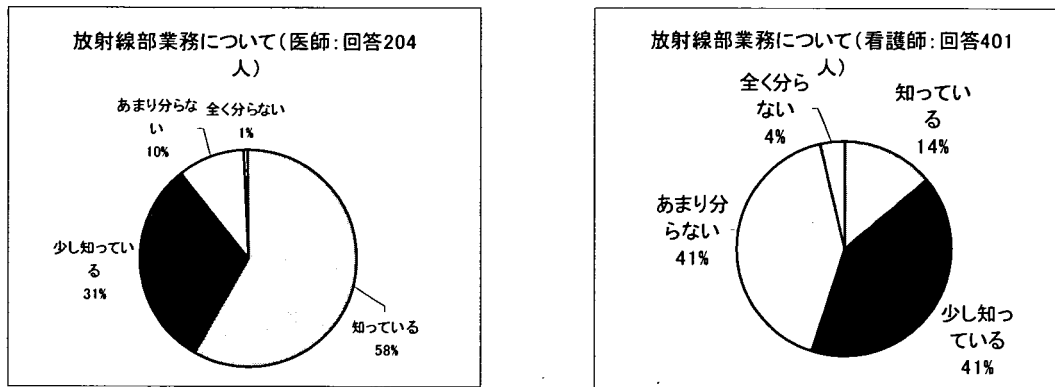 放射線部業務について(医師:回答204
人)
あまり分らな
い
10%
全く分らない
1%
少し知ってい
る
31%
知っている
58%
放射線部業務について(看護師:回答401
人)
全く分ら
ない
4%
知ってい
る
14%
あまり分
らない
41%
少し知っ
ている
41%